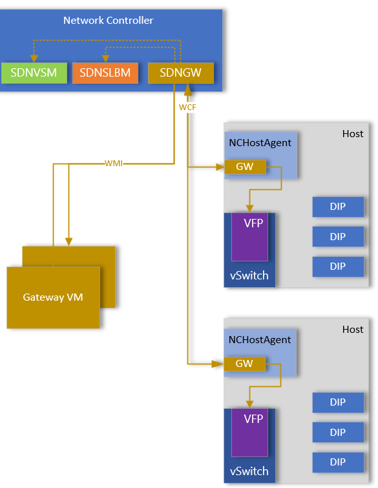 Network Controller
SDNVSM
SDNSLBM
SDNGW
WCF
WMI
Gateway VM
Host
NCHostAgent
GW
VFP
vSwitch
DIP
DIP
DIP
Host
NCHostAgent
GW
VFP
vSwitch
DIP
DIP
DIP